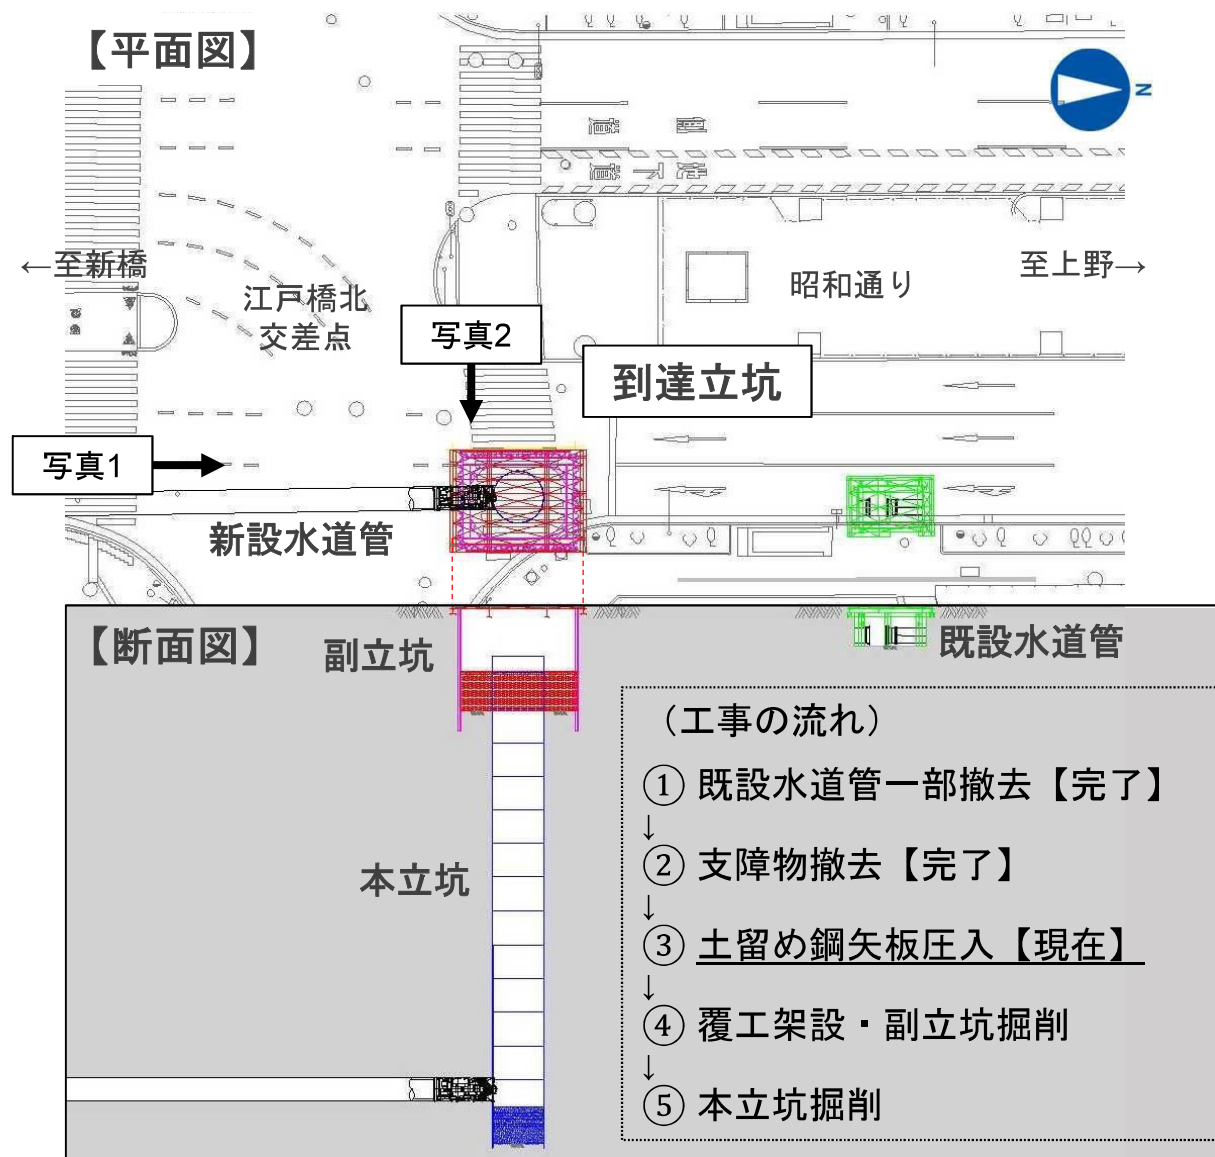 【平面図】
N
←至新橋
江戸橋北
交差点
昭和通り
至上野→
写真2
到達立坑
写真1
新設水道管
【断面図】
副立坑
既設水道管
本立坑
（工事の流れ）
① 既設水道管一部撤去【完了】
↓
② 支障物撤去【完了】
↓
③ 土留め鋼矢板圧入【現在】
↓
④ 覆工架設・副立坑掘削
↓
⑤ 本立坑掘削